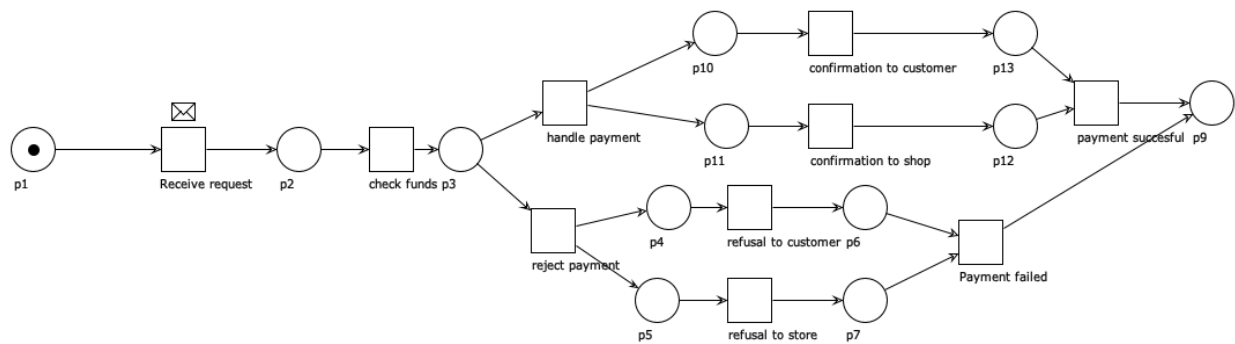 p10
confirmation to customer
p13
handle payment
payment succesful
p9
p11
confirmation to shop
p12
p1
Receive request
p2
check funds
p3
p4
refusal to customer
p6
reject payment
Payment failed
p5
refusal to store
p7